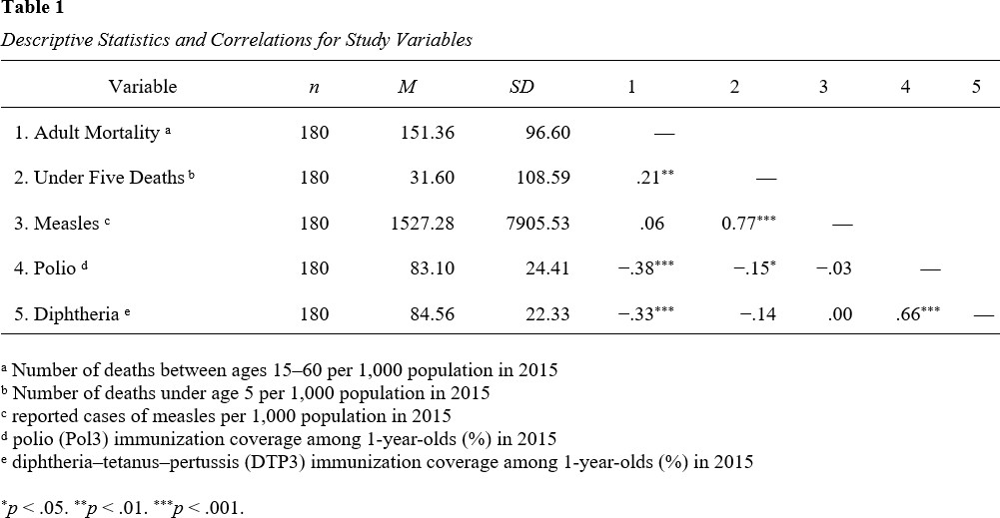 Table 1
Descriptive Statistics and Correlations for Study Variables
Variable n M SD 1 2 3 4 5
1. Adult Mortality ᵃ 180 151.36 96.60 —
2. Under Five Deaths ᵇ 180 31.60 108.59 .21** —
3. Measles ᶜ 180 1527.28 7905.53 .06 0.77*** —
4. Polio ᵈ 180 83.10 24.41 −.38*** −.15* −.03 —
5. Diphtheria ᵉ 180 84.56 22.33 −.33*** −.14 .00 .66*** —
ᵃ Number of deaths between ages 15–60 per 1,000 population in 2015
ᵇ Number of deaths under age 5 per 1,000 population in 2015
ᶜ reported cases of measles per 1,000 population in 2015
ᵈ polio (Pol3) immunization coverage among 1-year-olds (%) in 2015
ᵉ diphtheria–tetanus–pertussis (DTP3) immunization coverage among 1-year-olds (%) in 2015
*p < .05. **p < .01. ***p < .001.